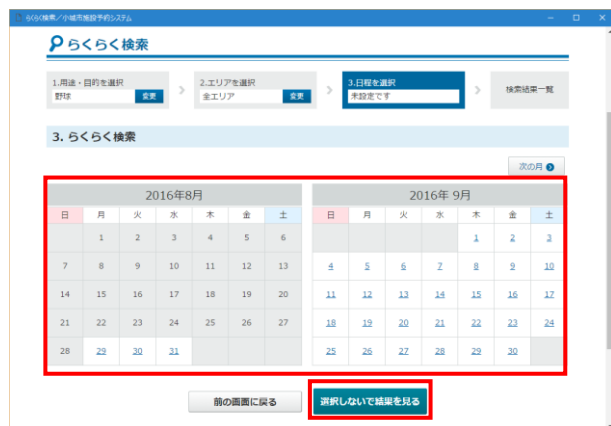 らくらく検索／小城市施設予約システム
らくらく検索
1.用途・目的を選択
野球 変更
2.エリアを選択
全エリア 変更
3.日程を選択
未設定です
検索結果一覧
3. らくらく検索
次の月
2016年8月
日 月 火 水 木 金 土
1 2 3 4 5 6
7 8 9 10 11 12 13
14 15 16 17 18 19 20
21 22 23 24 25 26 27
28 29 30 31
2016年 9月
日 月 火 水 木 金 土
1 2 3
4 5 6 7 8 9 10
11 12 13 14 15 16 17
18 19 20 21 22 23 24
25 26 27 28 29 30
前の画面に戻る
選択しないで結果を見る